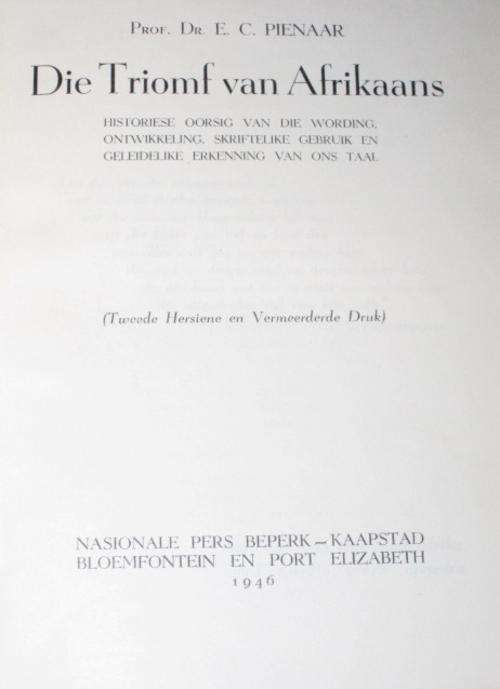 PROF. DR. E. C. PIENAAR
Die Triomf van Afrikaans
HISTORIESE OORSIG VAN DIE WORDING,
ONTWIKKELING, SKRIFTELIKE GEBRUIK EN
GELEIDELIKE ERKENNING VAN ONS TAAL
(Tweede Hersiene en Vermeerderde Druk)
NASIONALE PERS BEPERK — KAAPSTAD
BLOEMFONTEIN EN PORT ELIZABETH
1946